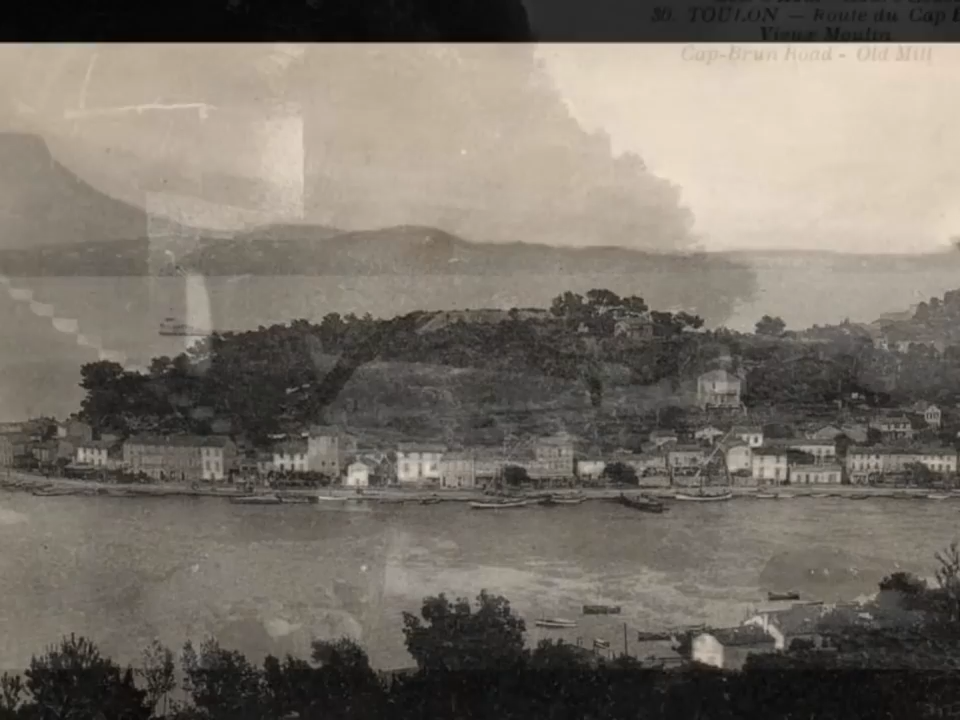 30. TOULON — Route du Cap
Vieux Moulin
Cap-Brun Road - Old Mill